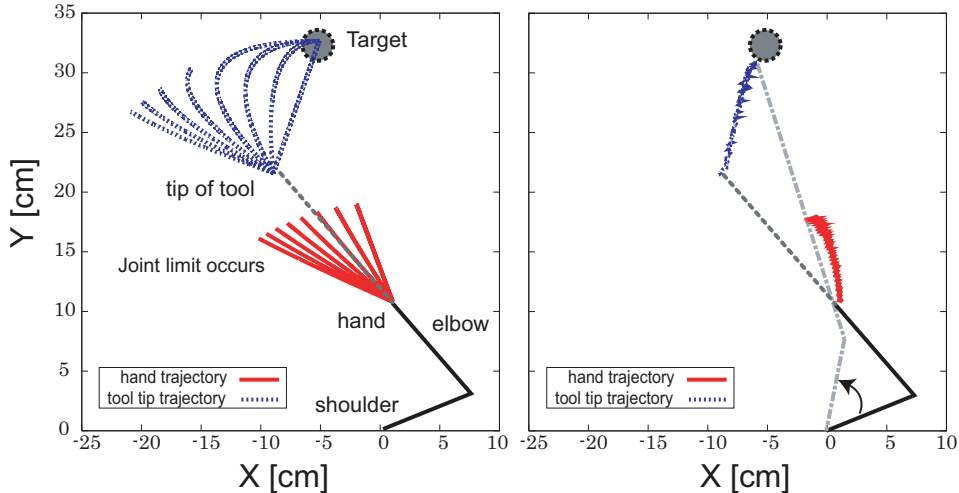 35
30
25
20
15
10
5
0
Y [cm]
Target
tip of tool
Joint limit occurs
hand
elbow
hand trajectory
tool tip trajectory
shoulder
-25 -20 -15 -10 -5 0 5 10
X [cm]
hand trajectory
tool tip trajectory
-25 -20 -15 -10 -5 0 5 10
X [cm]